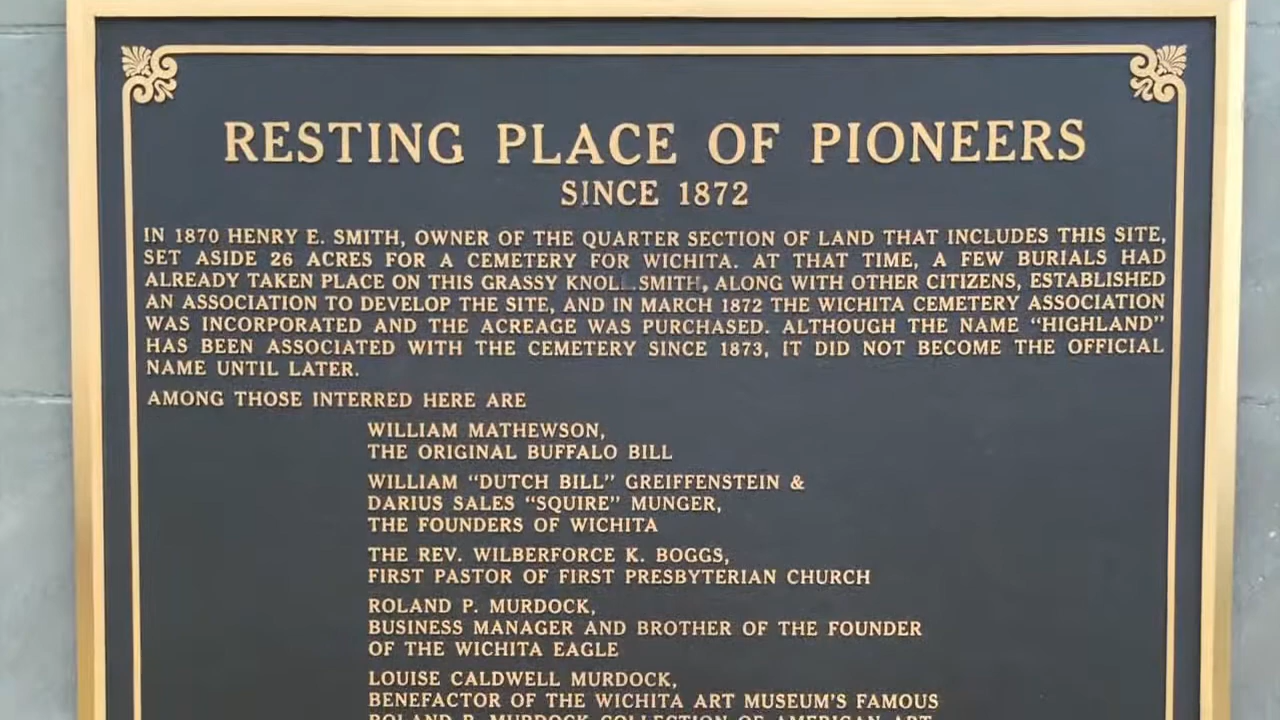 RESTING PLACE OF PIONEERS
SINCE 1872
IN 1870 HENRY E. SMITH, OWNER OF THE QUARTER SECTION OF LAND THAT INCLUDES THIS SITE,
SET ASIDE 26 ACRES FOR A CEMETERY FOR WICHITA. AT THAT TIME, A FEW BURIALS HAD
ALREADY TAKEN PLACE ON THIS GRASSY KNOLL. SMITH, ALONG WITH OTHER CITIZENS, ESTABLISHED
AN ASSOCIATION TO DEVELOP THE SITE, AND IN MARCH 1872 THE WICHITA CEMETERY ASSOCIATION
WAS INCORPORATED AND THE ACREAGE WAS PURCHASED. ALTHOUGH THE NAME “HIGHLAND”
HAS BEEN ASSOCIATED WITH THE CEMETERY SINCE 1873, IT DID NOT BECOME THE OFFICIAL
NAME UNTIL LATER.
AMONG THOSE INTERRED HERE ARE
WILLIAM MATHEWSON,
THE ORIGINAL BUFFALO BILL
WILLIAM “DUTCH BILL” GREIFFENSTEIN &
DARIUS SALES “SQUIRE” MUNGER,
THE FOUNDERS OF WICHITA
THE REV. WILBERFORCE K. BOGGS,
FIRST PASTOR OF FIRST PRESBYTERIAN CHURCH
ROLAND P. MURDOCK,
BUSINESS MANAGER AND BROTHER OF THE FOUNDER
OF THE WICHITA EAGLE
LOUISE CALDWELL MURDOCK,
BENEFACTOR OF THE WICHITA ART MUSEUM'S FAMOUS
ROLAND P. MURDOCK COLLECTION OF AMERICAN ART